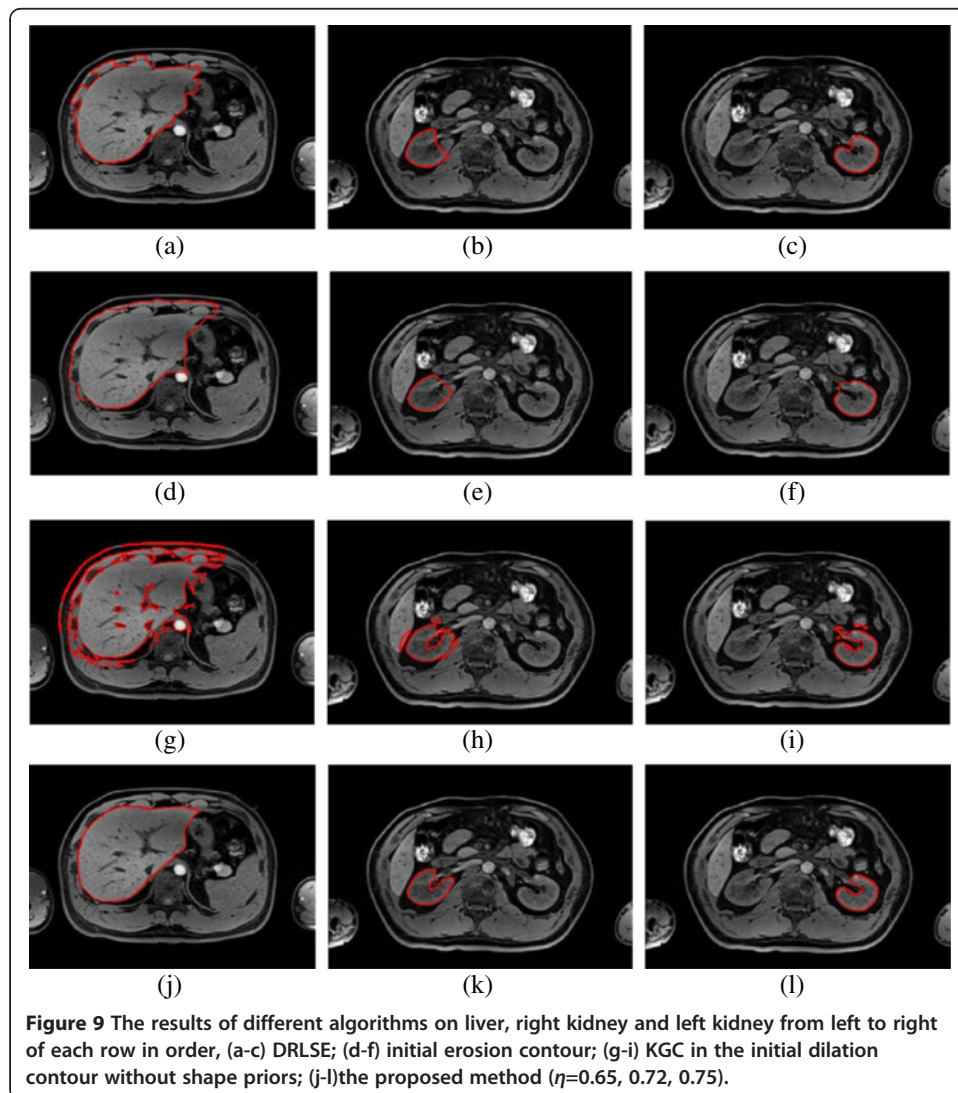 (a) (b) (c)
(d) (e) (f)
(g) (h) (i)
(j) (k) (l)
Figure 9 The results of different algorithms on liver, right kidney and left kidney from left to right
of each row in order, (a-c) DRLSE; (d-f) initial erosion contour; (g-i) KGC in the initial dilation
contour without shape priors; (j-l)the proposed method (η=0.65, 0.72, 0.75).